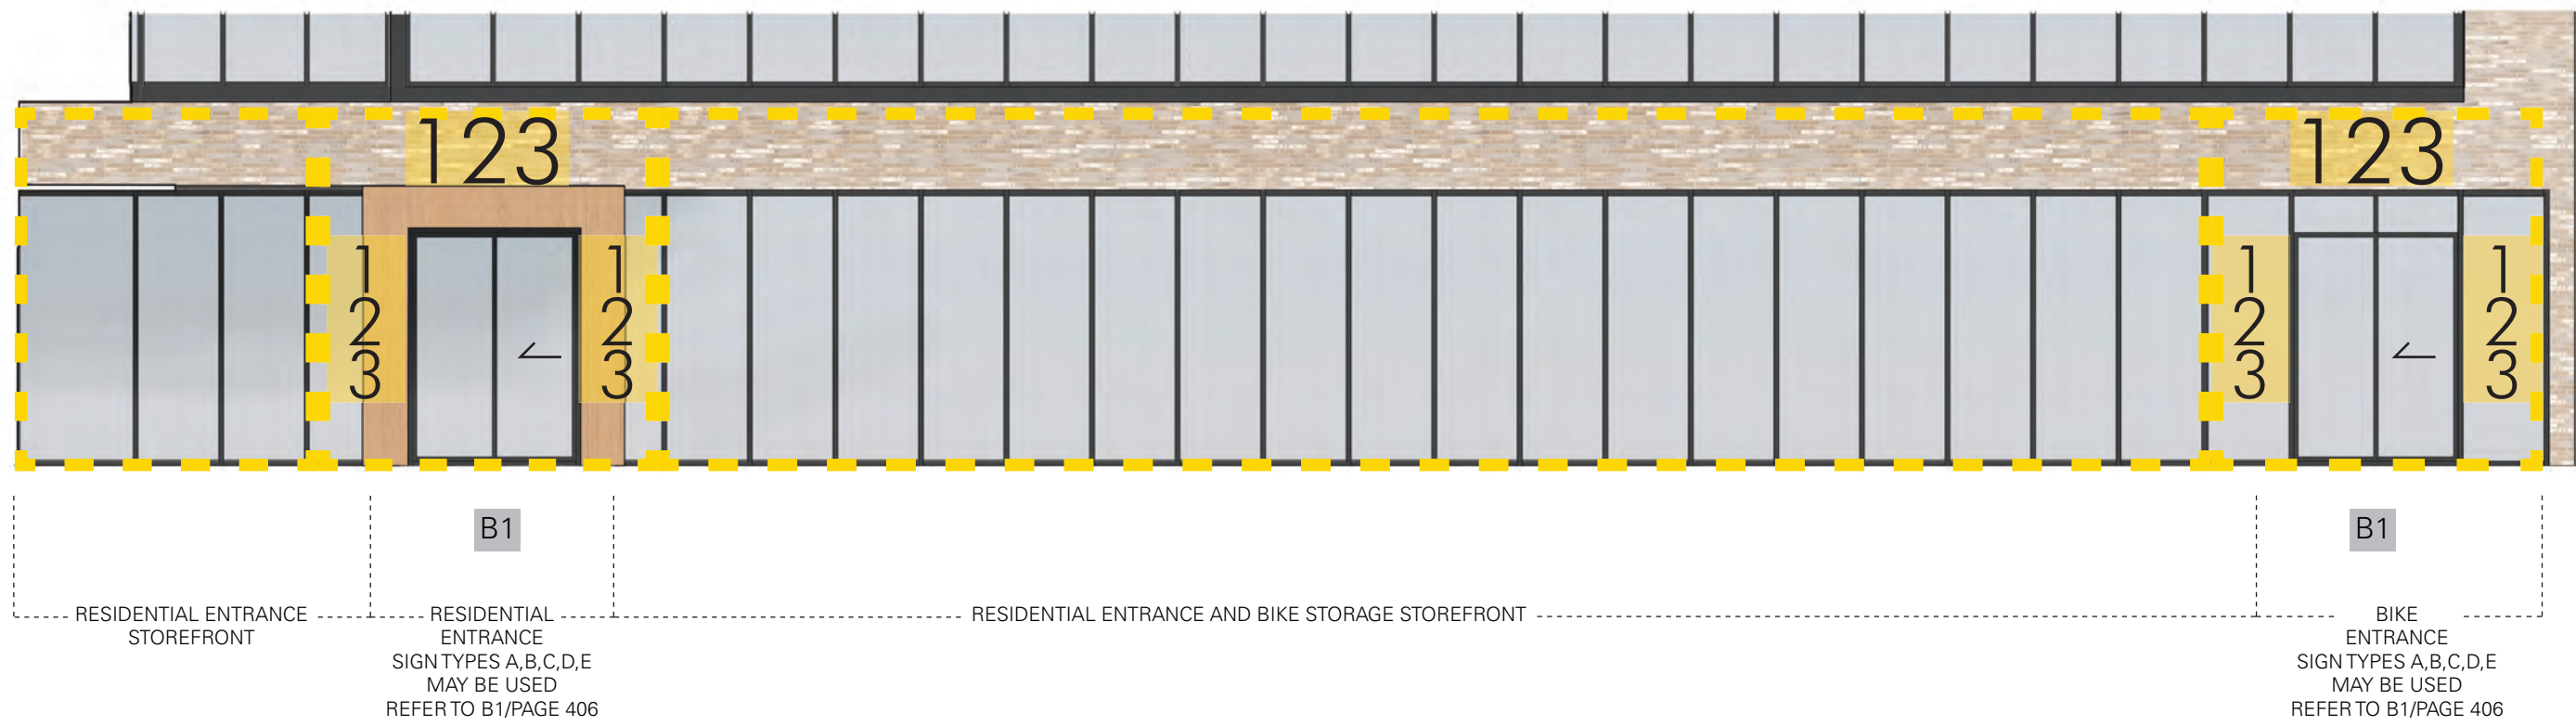 123
123
1
2
3
1
2
3
1
2
3
1
2
3
B1
B1
RESIDENTIAL ENTRANCE
STOREFRONT
RESIDENTIAL
ENTRANCE
SIGN TYPES A,B,C,D,E
MAY BE USED
REFER TO B1/PAGE 406
RESIDENTIAL ENTRANCE AND BIKE STORAGE STOREFRONT
BIKE
ENTRANCE
SIGN TYPES A,B,C,D,E
MAY BE USED
REFER TO B1/PAGE 406